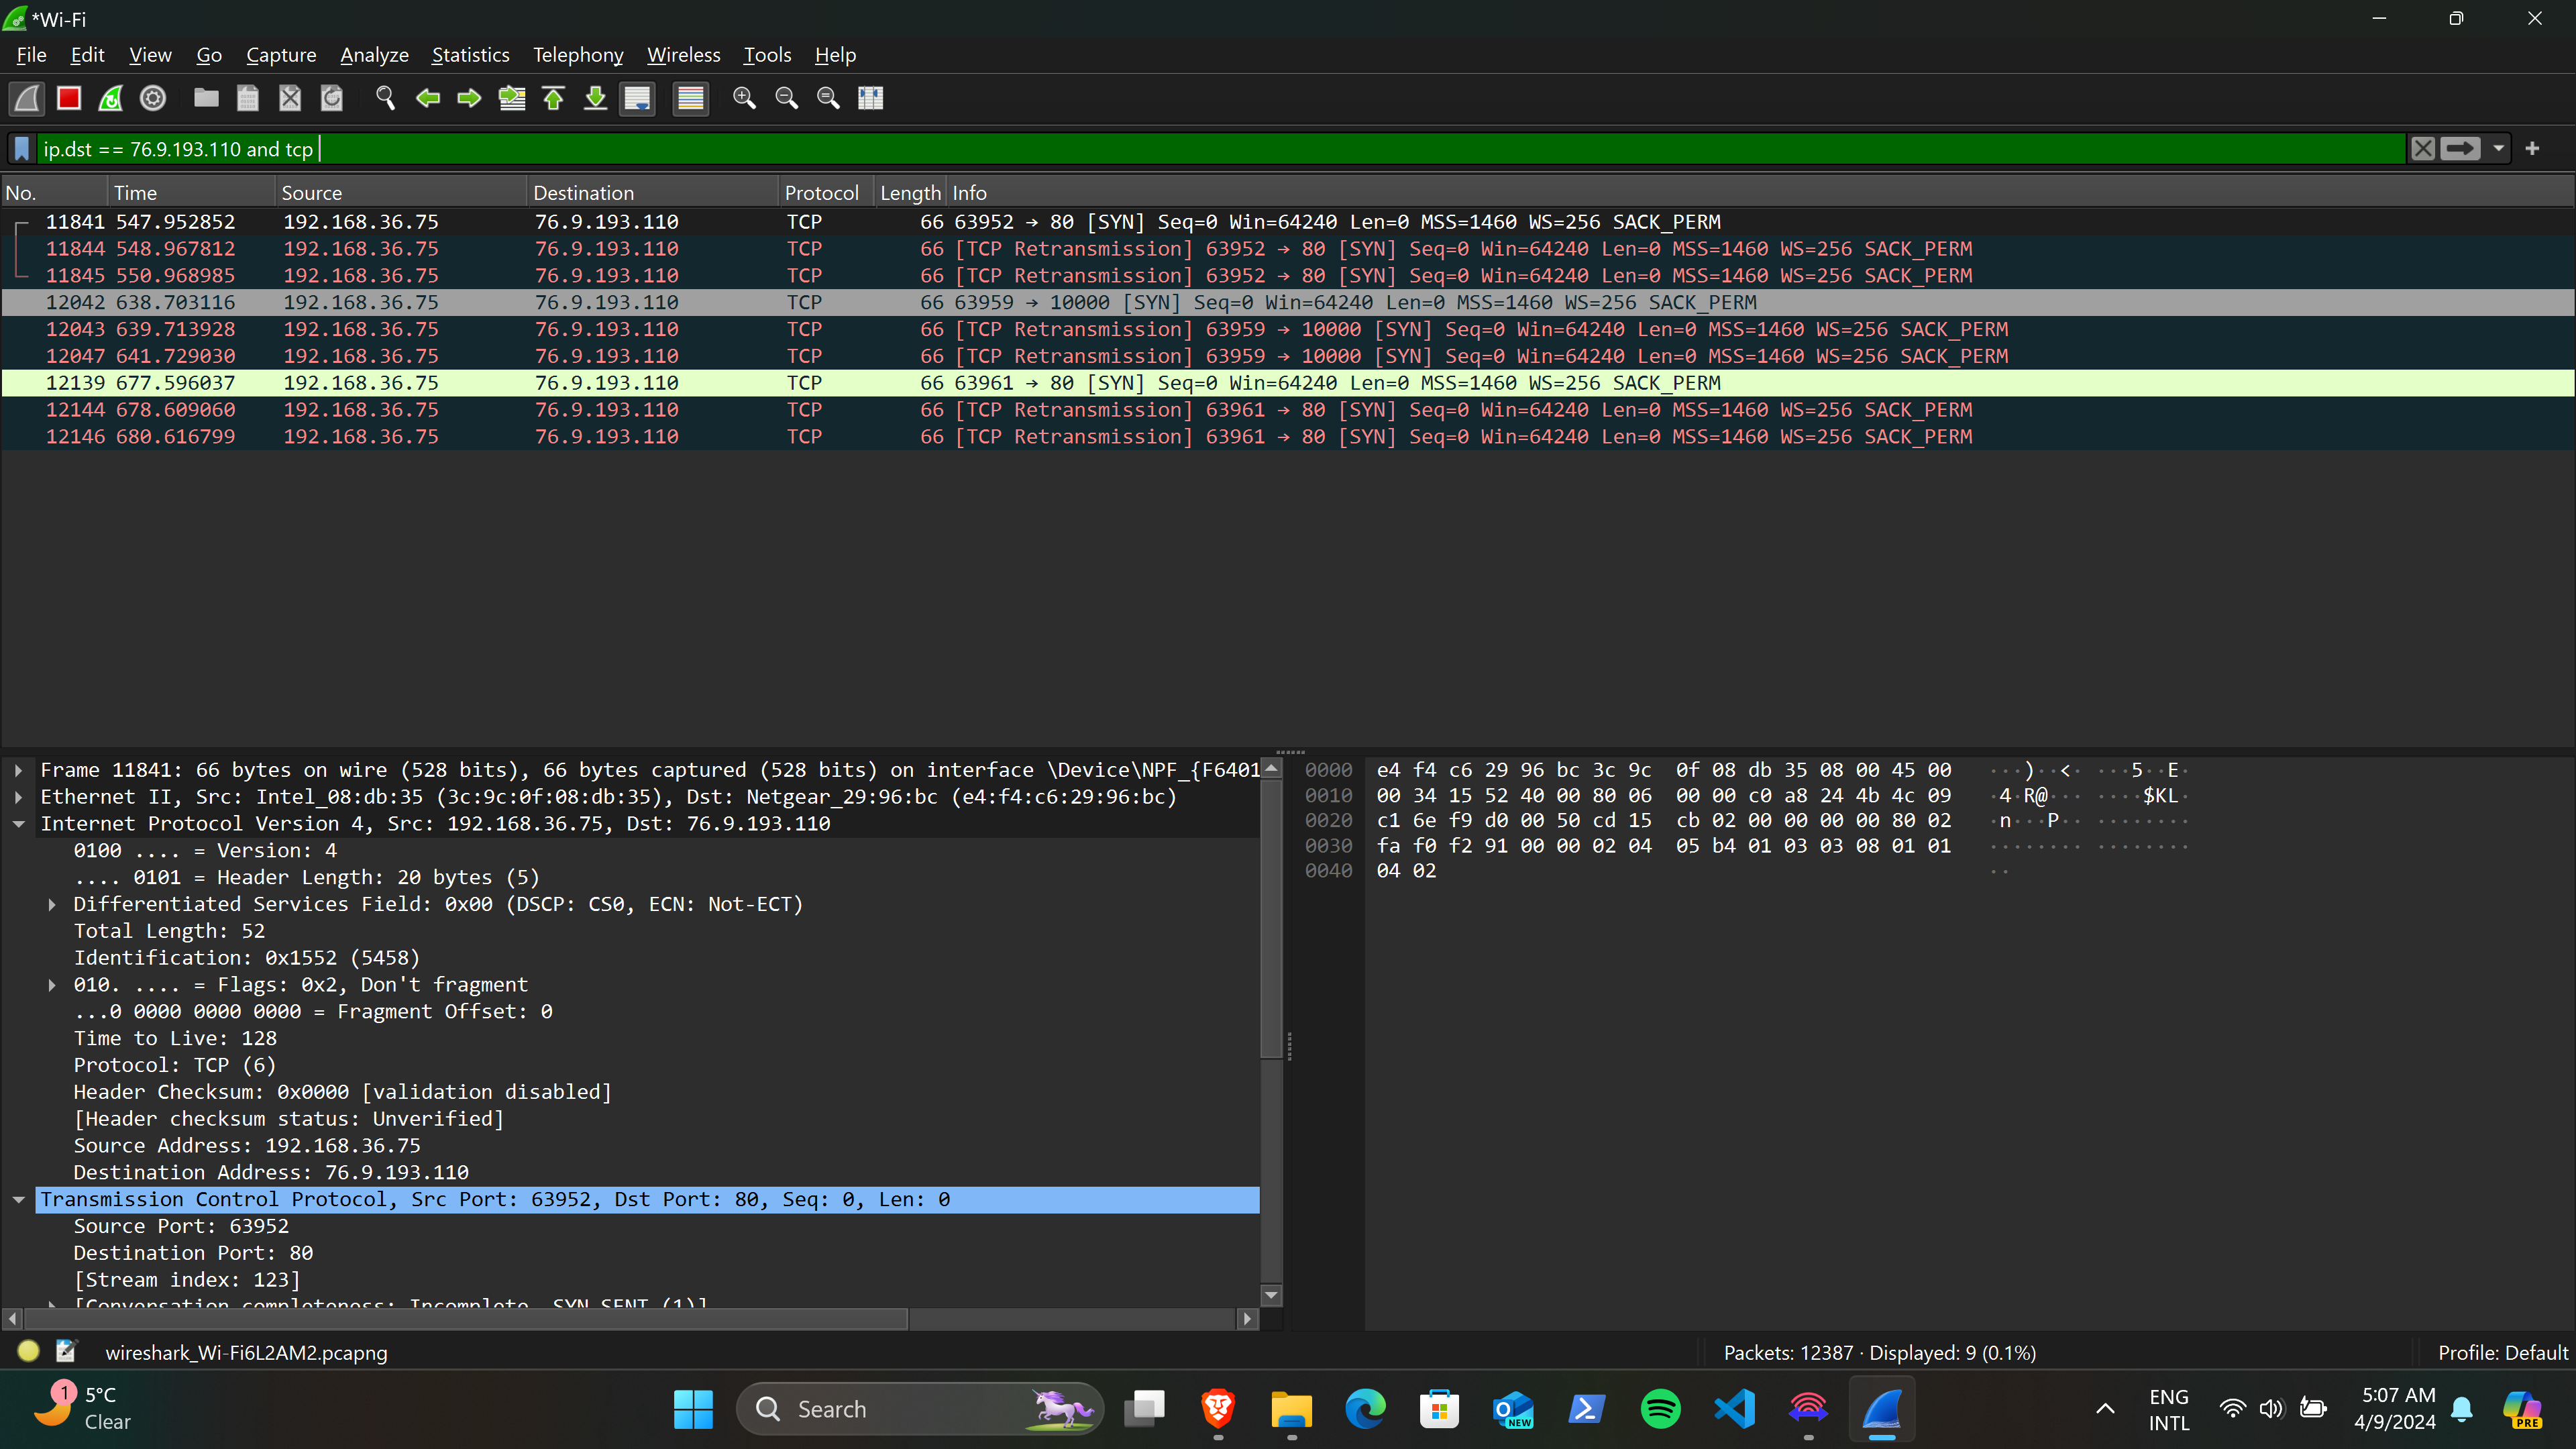 *Wi-Fi
File Edit View Go Capture Analyze Statistics Telephony Wireless Tools Help
ip.dst == 76.9.193.110 and tcp
No. Time Source Destination Protocol Length Info
11841 547.952852 192.168.36.75 76.9.193.110 TCP 66 63952 → 80 [SYN] Seq=0 Win=64240 Len=0 MSS=1460 WS=256 SACK_PERM
11844 548.967812 192.168.36.75 76.9.193.110 TCP 66 [TCP Retransmission] 63952 → 80 [SYN] Seq=0 Win=64240 Len=0 MSS=1460 WS=256 SACK_PERM
11845 550.968985 192.168.36.75 76.9.193.110 TCP 66 [TCP Retransmission] 63952 → 80 [SYN] Seq=0 Win=64240 Len=0 MSS=1460 WS=256 SACK_PERM
12042 638.703116 192.168.36.75 76.9.193.110 TCP 66 63959 → 10000 [SYN] Seq=0 Win=64240 Len=0 MSS=1460 WS=256 SACK_PERM
12043 639.713928 192.168.36.75 76.9.193.110 TCP 66 [TCP Retransmission] 63959 → 10000 [SYN] Seq=0 Win=64240 Len=0 MSS=1460 WS=256 SACK_PERM
12047 641.729030 192.168.36.75 76.9.193.110 TCP 66 [TCP Retransmission] 63959 → 10000 [SYN] Seq=0 Win=64240 Len=0 MSS=1460 WS=256 SACK_PERM
12139 677.596037 192.168.36.75 76.9.193.110 TCP 66 63961 → 80 [SYN] Seq=0 Win=64240 Len=0 MSS=1460 WS=256 SACK_PERM
12144 678.609060 192.168.36.75 76.9.193.110 TCP 66 [TCP Retransmission] 63961 → 80 [SYN] Seq=0 Win=64240 Len=0 MSS=1460 WS=256 SACK_PERM
12146 680.616799 192.168.36.75 76.9.193.110 TCP 66 [TCP Retransmission] 63961 → 80 [SYN] Seq=0 Win=64240 Len=0 MSS=1460 WS=256 SACK_PERM
Frame 11841: 66 bytes on wire (528 bits), 66 bytes captured (528 bits) on interface \Device\NPF_{F6401
Ethernet II, Src: Intel_08:db:35 (3c:9c:0f:08:db:35), Dst: Netgear_29:96:bc (e4:f4:c6:29:96:bc)
Internet Protocol Version 4, Src: 192.168.36.75, Dst: 76.9.193.110
0100 .... = Version: 4
.... 0101 = Header Length: 20 bytes (5)
Differentiated Services Field: 0x00 (DSCP: CS0, ECN: Not-ECT)
Total Length: 52
Identification: 0x1552 (5458)
010. .... = Flags: 0x2, Don't fragment
...0 0000 0000 0000 = Fragment Offset: 0
Time to Live: 128
Protocol: TCP (6)
Header Checksum: 0x0000 [validation disabled]
[Header checksum status: Unverified]
Source Address: 192.168.36.75
Destination Address: 76.9.193.110
Transmission Control Protocol, Src Port: 63952, Dst Port: 80, Seq: 0, Len: 0
Source Port: 63952
Destination Port: 80
[Stream index: 123]
[Conversation completeness: Incomplete, SYN_SENT (1)]
0000 e4 f4 c6 29 96 bc 3c 9c 0f 08 db 35 08 00 45 00 ···)··<· ···5··E·
0010 00 34 15 52 40 00 80 06 00 00 c0 a8 24 4b 4c 09 ·4·R@··· ····$KL·
0020 c1 6e f9 d0 00 50 cd 15 cb 02 00 00 00 00 80 02 ·n···P·· ········
0030 fa f0 f2 91 00 00 02 04 05 b4 01 03 03 08 01 01 ········ ········
0040 04 02 ··
wireshark_Wi-Fi6L2AM2.pcapng
Packets: 12387 · Displayed: 9 (0.1%)
Profile: Default
1
5°C
Clear
Search
NEW
ENG
INTL
5:07 AM
4/9/2024
PRE